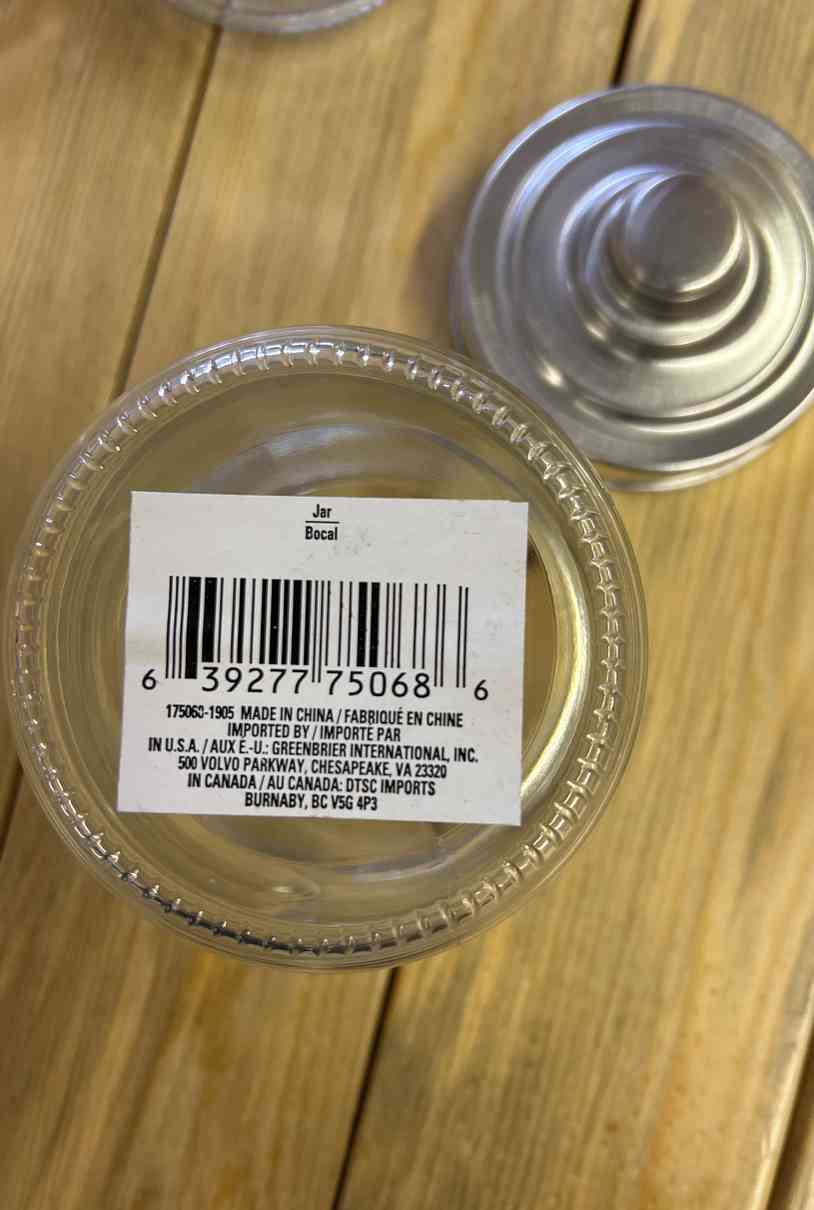 Jar
Bocal
6 39277 75068 6
175068-1905 MADE IN CHINA / FABRIQUÉ EN CHINE
IMPORTED BY / IMPORTE PAR
IN U.S.A. / AUX E.-U.: GREENBRIER INTERNATIONAL, INC.
500 VOLVO PARKWAY, CHESAPEAKE, VA 23320
IN CANADA / AU CANADA: DTSC IMPORTS
BURNABY, BC V5G 4P3